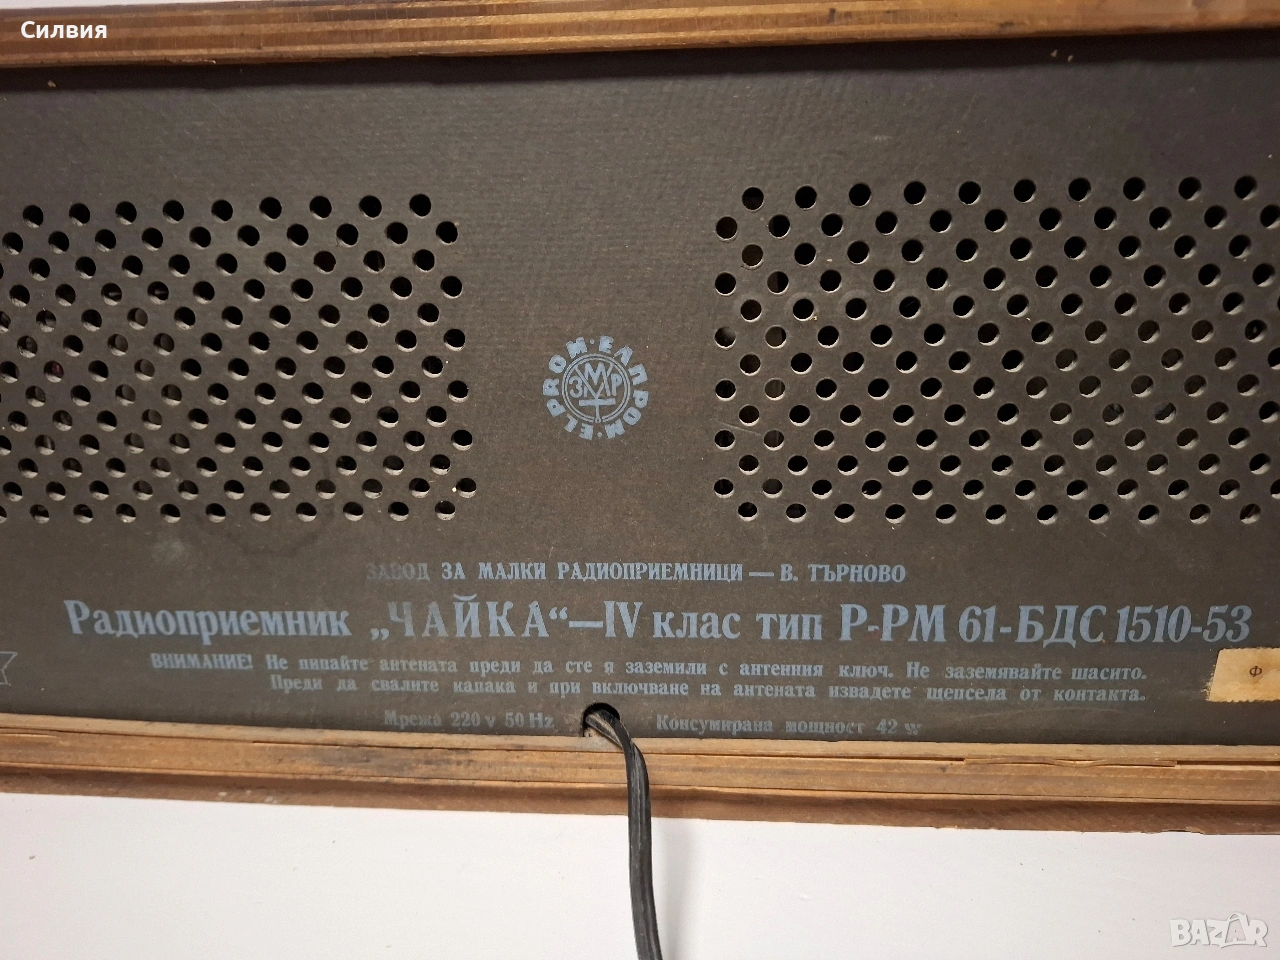 Силвия
ЕЛПРОМ · ELPROM ·
ЗМР
ЗАВОД ЗА МАЛКИ РАДИОПРИЕМНИЦИ — В. ТЪРНОВО
Радиоприемник „ЧАЙКА“—IV клас тип Р-РМ 61-БДС 1510-53
ВНИМАНИЕ! Не пипайте антената преди да сте я заземили с антенния ключ. Не заземявайте шасито.
Преди да свалите капака и при включване на антената извадете щепсела от контакта.
Ф
Мрежа 220 v 50 Hz Консумирана мощност 42 w
BAZAR